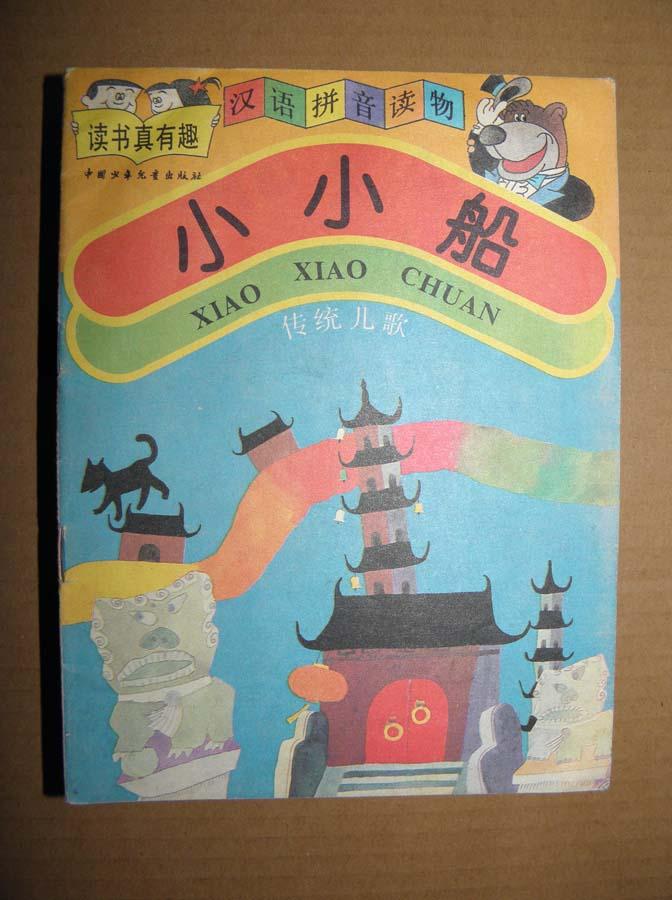 汉语拼音读物
读书真有趣
中国少年儿童出版社
小小船
XIAO XIAO CHUAN
传统儿歌